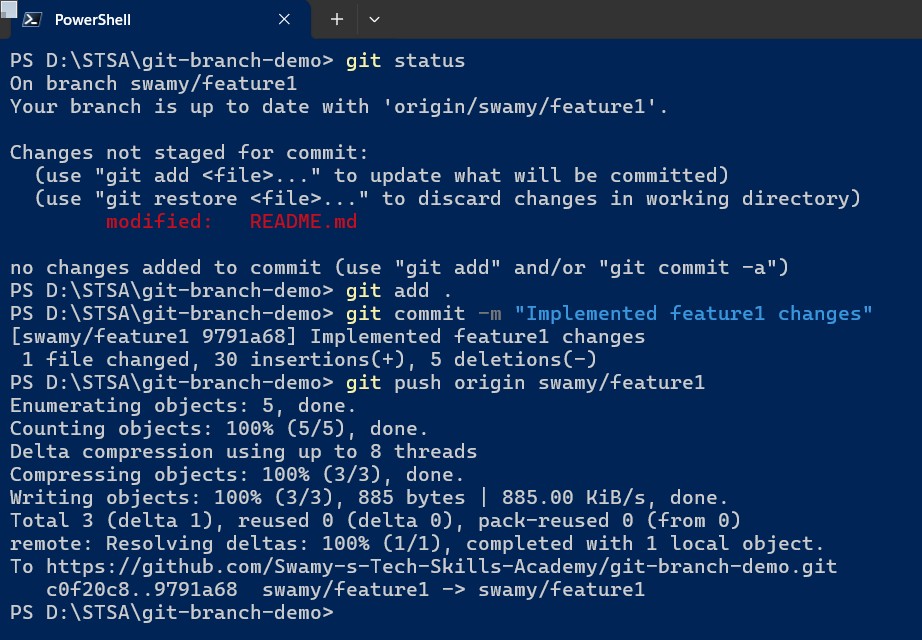 PowerShell
PS D:\STSA\git-branch-demo> git status
On branch swamy/feature1
Your branch is up to date with 'origin/swamy/feature1'.
Changes not staged for commit:
  (use "git add <file>..." to update what will be committed)
  (use "git restore <file>..." to discard changes in working directory)
        modified:   README.md
no changes added to commit (use "git add" and/or "git commit -a")
PS D:\STSA\git-branch-demo> git add .
PS D:\STSA\git-branch-demo> git commit -m "Implemented feature1 changes"
[swamy/feature1 9791a68] Implemented feature1 changes
 1 file changed, 30 insertions(+), 5 deletions(-)
PS D:\STSA\git-branch-demo> git push origin swamy/feature1
Enumerating objects: 5, done.
Counting objects: 100% (5/5), done.
Delta compression using up to 8 threads
Compressing objects: 100% (3/3), done.
Writing objects: 100% (3/3), 885 bytes | 885.00 KiB/s, done.
Total 3 (delta 1), reused 0 (delta 0), pack-reused 0 (from 0)
remote: Resolving deltas: 100% (1/1), completed with 1 local object.
To https://github.com/Swamy-s-Tech-Skills-Academy/git-branch-demo.git
   c0f20c8..9791a68  swamy/feature1 -> swamy/feature1
PS D:\STSA\git-branch-demo>